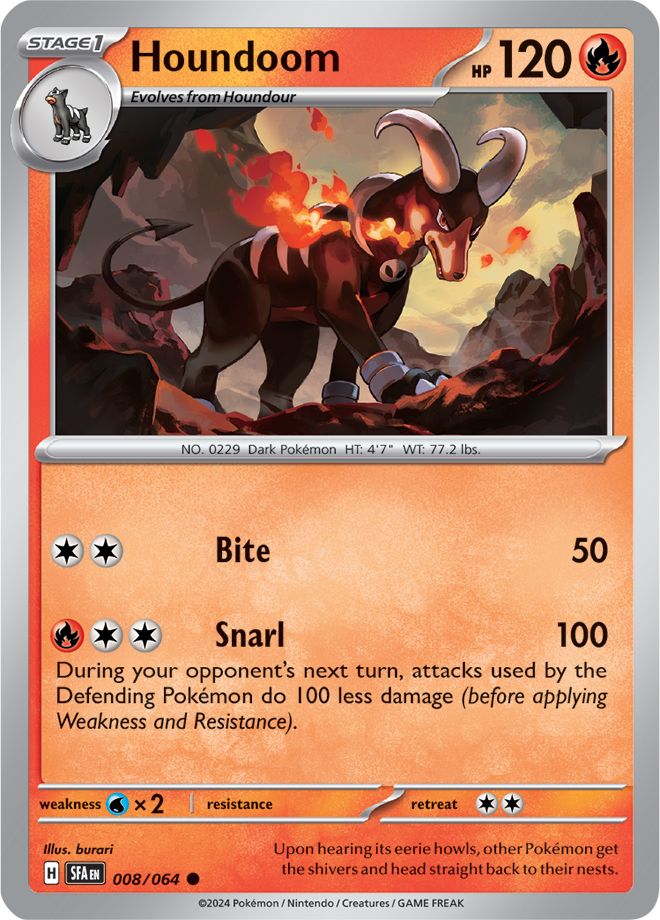 STAGE1
Houndoom
HP 120
Evolves from Houndour
NO. 0229 Dark Pokémon HT: 4'7" WT: 77.2 lbs.
Bite 50
Snarl 100
During your opponent's next turn, attacks used by the
Defending Pokémon do 100 less damage (before applying
Weakness and Resistance).
weakness ×2 resistance retreat
Illus. burari
Upon hearing its eerie howls, other Pokémon get
the shivers and head straight back to their nests.
H SFA EN 008/064
©2024 Pokémon / Nintendo / Creatures / GAME FREAK